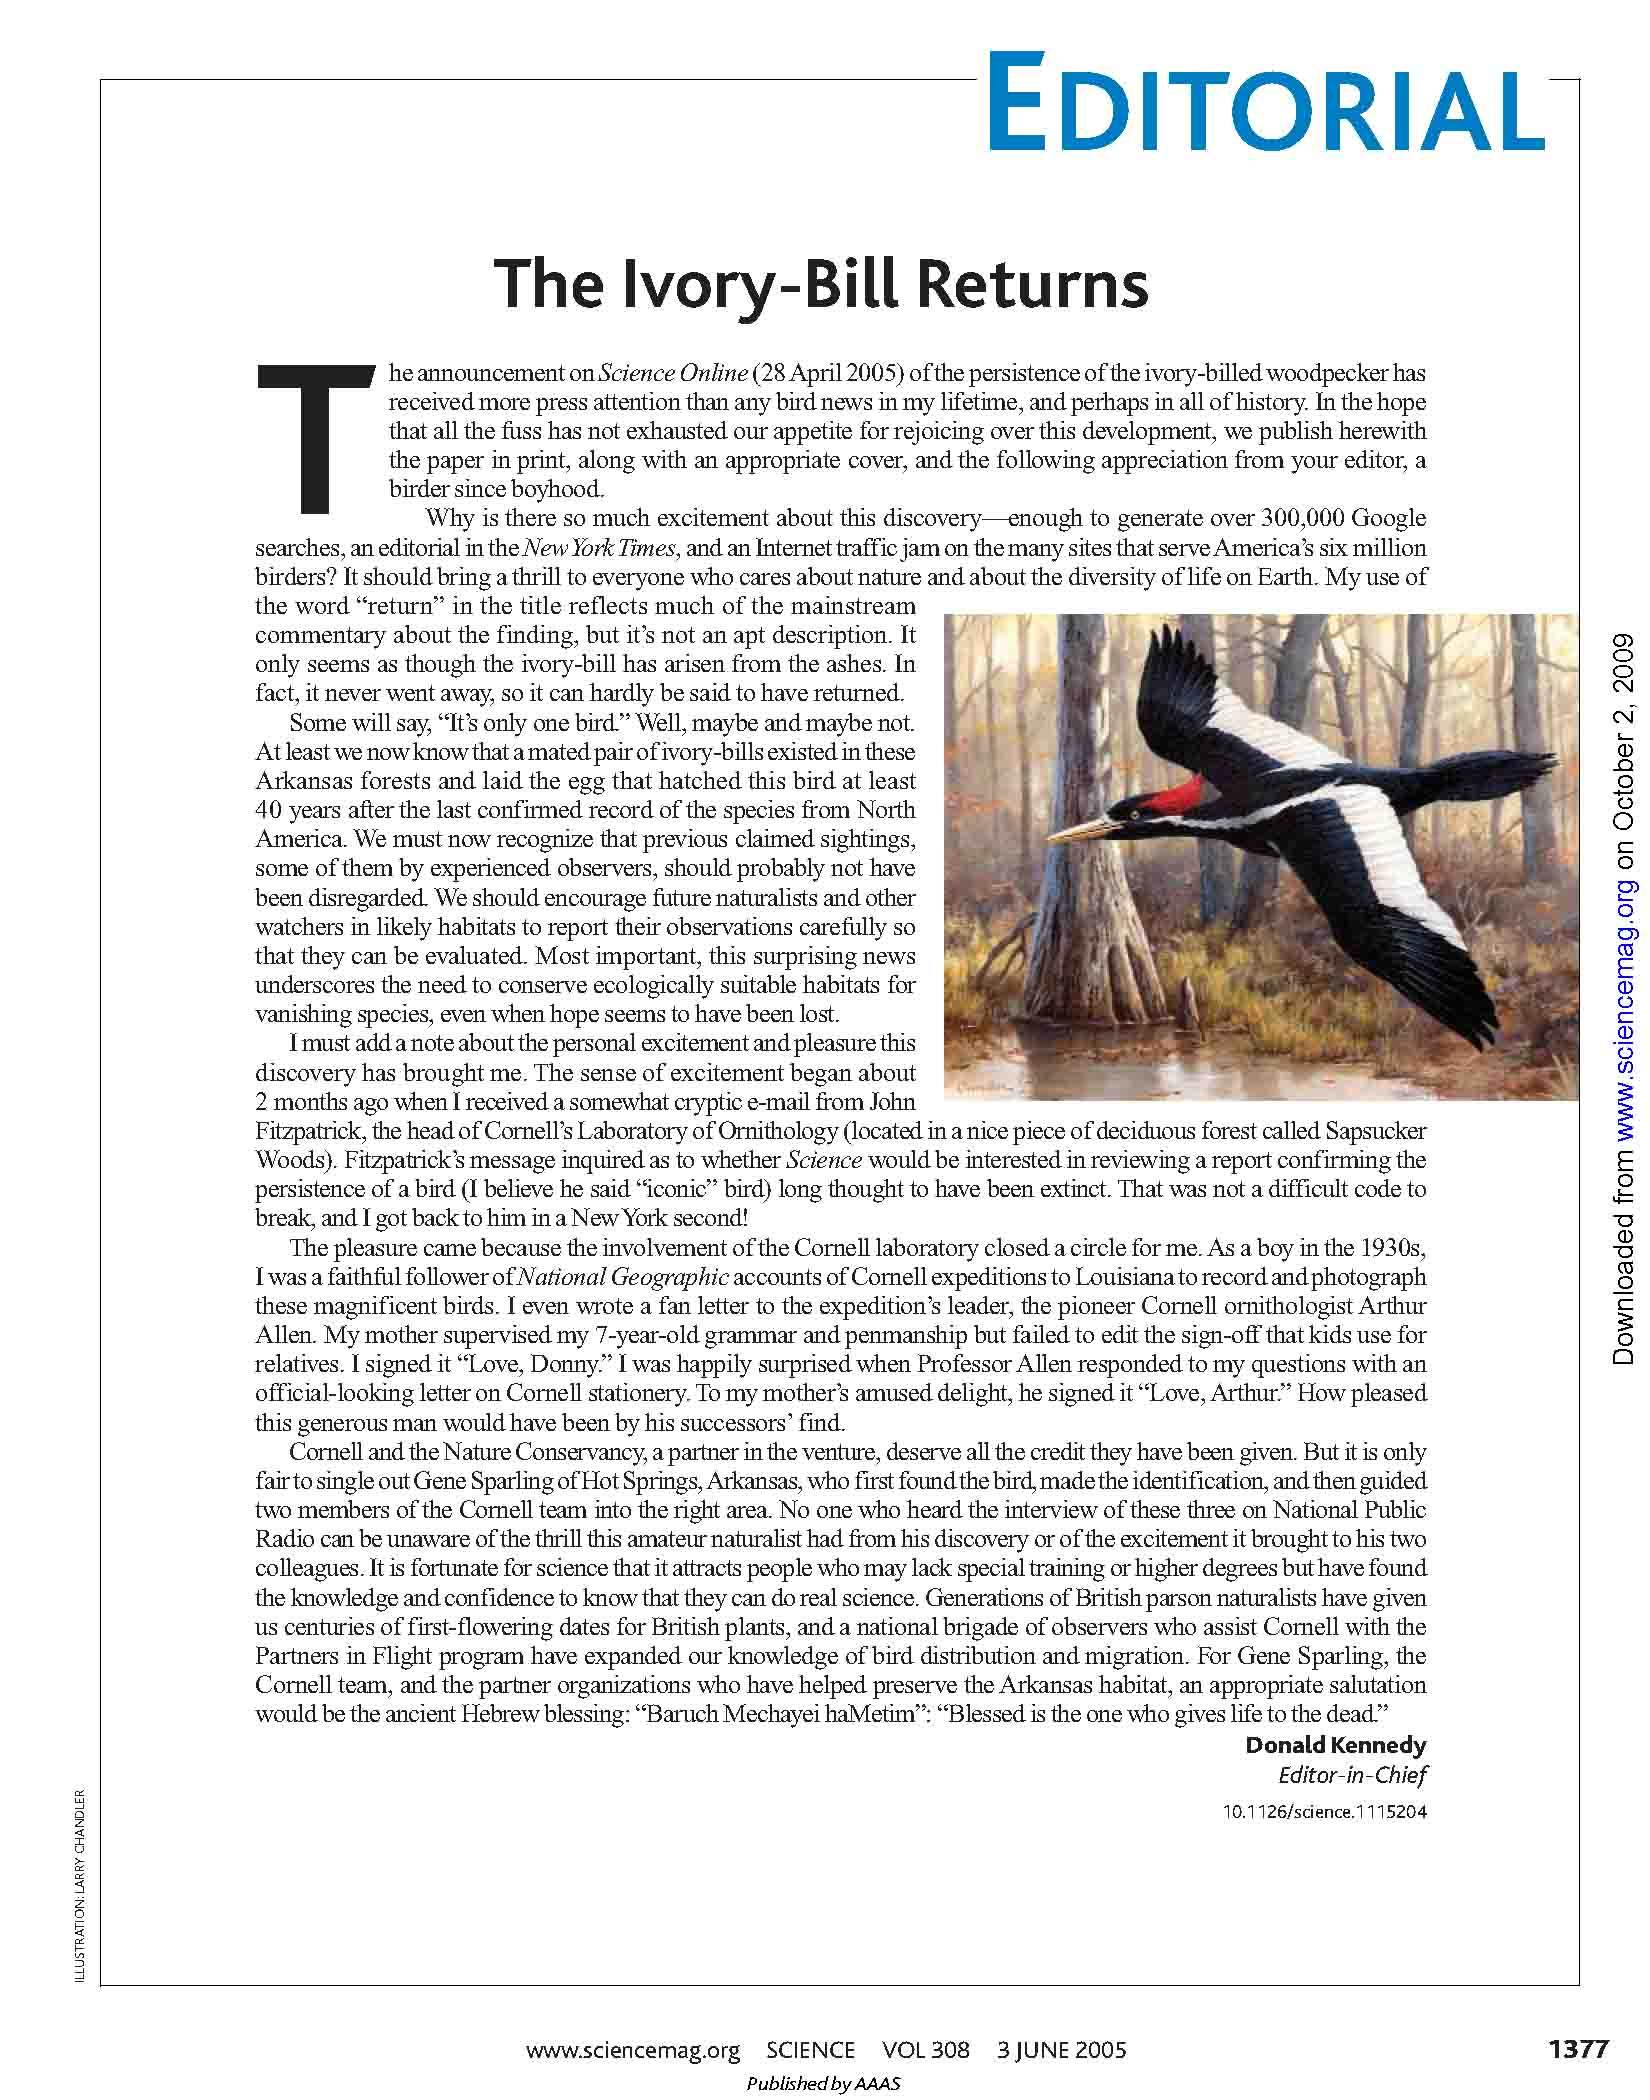 EDITORIAL
The Ivory-Bill Returns
The announcement on Science Online (28 April 2005) of the persistence of the ivory-billed woodpecker has
received more press attention than any bird news in my lifetime, and perhaps in all of history. In the hope
that all the fuss has not exhausted our appetite for rejoicing over this development, we publish herewith
the paper in print, along with an appropriate cover, and the following appreciation from your editor, a
birder since boyhood.
Why is there so much excitement about this discovery—enough to generate over 300,000 Google
searches, an editorial in the New York Times, and an Internet traffic jam on the many sites that serve America’s six million
birders? It should bring a thrill to everyone who cares about nature and about the diversity of life on Earth. My use of
the word “return” in the title reflects much of the mainstream
commentary about the finding, but it’s not an apt description. It
only seems as though the ivory-bill has arisen from the ashes. In
fact, it never went away, so it can hardly be said to have returned.
Some will say, “It’s only one bird.” Well, maybe and maybe not.
At least we now know that a mated pair of ivory-bills existed in these
Arkansas forests and laid the egg that hatched this bird at least
40 years after the last confirmed record of the species from North
America. We must now recognize that previous claimed sightings,
some of them by experienced observers, should probably not have
been disregarded. We should encourage future naturalists and other
watchers in likely habitats to report their observations carefully so
that they can be evaluated. Most important, this surprising news
underscores the need to conserve ecologically suitable habitats for
vanishing species, even when hope seems to have been lost.
I must add a note about the personal excitement and pleasure this
discovery has brought me. The sense of excitement began about
2 months ago when I received a somewhat cryptic e-mail from John
Fitzpatrick, the head of Cornell’s Laboratory of Ornithology (located in a nice piece of deciduous forest called Sapsucker
Woods). Fitzpatrick’s message inquired as to whether Science would be interested in reviewing a report confirming the
persistence of a bird (I believe he said “iconic” bird) long thought to have been extinct. That was not a difficult code to
break, and I got back to him in a New York second!
The pleasure came because the involvement of the Cornell laboratory closed a circle for me. As a boy in the 1930s,
I was a faithful follower of National Geographic accounts of Cornell expeditions to Louisiana to record and photograph
these magnificent birds. I even wrote a fan letter to the expedition’s leader, the pioneer Cornell ornithologist Arthur
Allen. My mother supervised my 7-year-old grammar and penmanship but failed to edit the sign-off that kids use for
relatives. I signed it “Love, Donny.” I was happily surprised when Professor Allen responded to my questions with an
official-looking letter on Cornell stationery. To my mother’s amused delight, he signed it “Love, Arthur.” How pleased
this generous man would have been by his successors’ find.
Cornell and the Nature Conservancy, a partner in the venture, deserve all the credit they have been given. But it is only
fair to single out Gene Sparling of Hot Springs, Arkansas, who first found the bird, made the identification, and then guided
two members of the Cornell team into the right area. No one who heard the interview of these three on National Public
Radio can be unaware of the thrill this amateur naturalist had from his discovery or of the excitement it brought to his two
colleagues. It is fortunate for science that it attracts people who may lack special training or higher degrees but have found
the knowledge and confidence to know that they can do real science. Generations of British parson naturalists have given
us centuries of first-flowering dates for British plants, and a national brigade of observers who assist Cornell with the
Partners in Flight program have expanded our knowledge of bird distribution and migration. For Gene Sparling, the
Cornell team, and the partner organizations who have helped preserve the Arkansas habitat, an appropriate salutation
would be the ancient Hebrew blessing: “Baruch Mechayei haMetim”: “Blessed is the one who gives life to the dead.”
Donald Kennedy
Editor-in-Chief
10.1126/science.1115204
ILLUSTRATION: LARRY CHANDLER
Downloaded from www.sciencemag.org on October 2, 2009
www.sciencemag.org SCIENCE VOL 308 3 JUNE 2005 1377
Published by AAAS